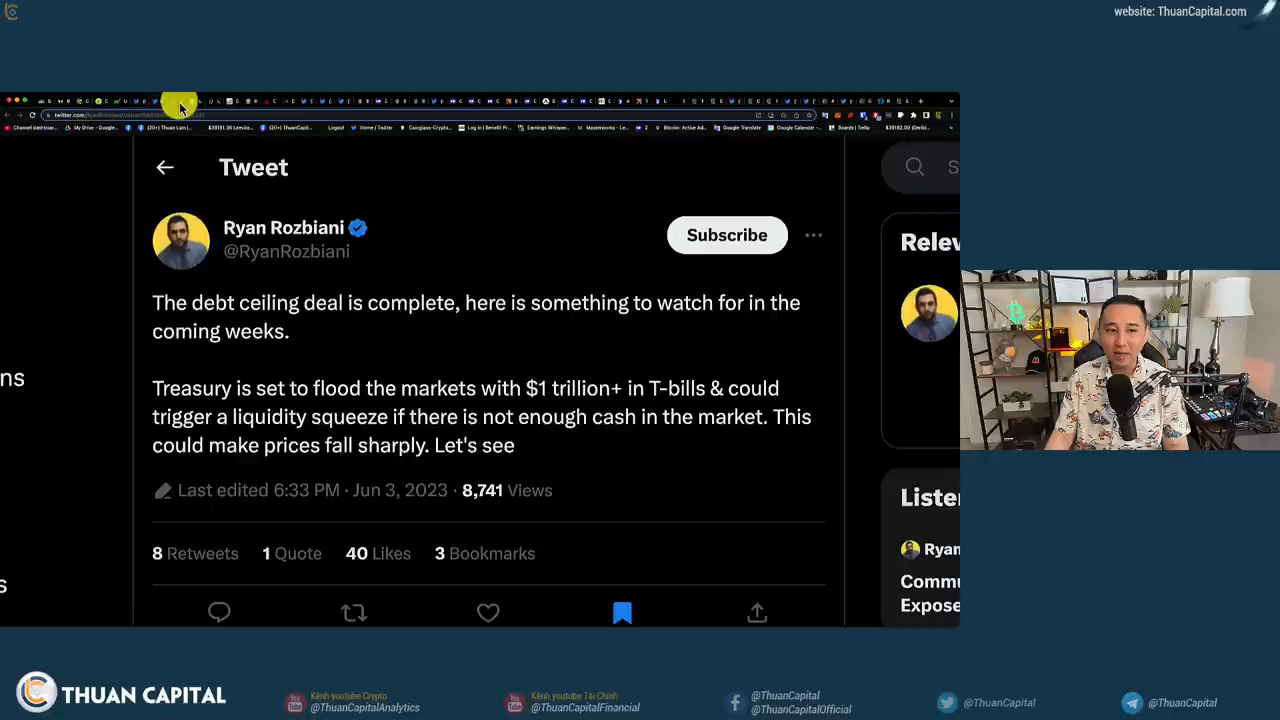 website: ThuanCapital.com
Tweet
Ryan Rozbiani
@RyanRozbiani
Subscribe
The debt ceiling deal is complete, here is something to watch for in the
coming weeks.
Treasury is set to flood the markets with $1 trillion+ in T-bills & could
trigger a liquidity squeeze if there is not enough cash in the market. This
could make prices fall sharply. Let's see
Last edited 6:33 PM · Jun 3, 2023 · 8,741 Views
8 Retweets 1 Quote 40 Likes 3 Bookmarks
ns
s
S
Relev
Liste
Ryan
Commu
Expose
THUAN CAPITAL
Kênh youtube Crypto
@ThuanCapitalAnalytics
Kênh youtube Tài Chính
@ThuanCapitalFinancial
@ThuanCapital
@ThuanCapitalOfficial
@ThuanCapital
@ThuanCapital